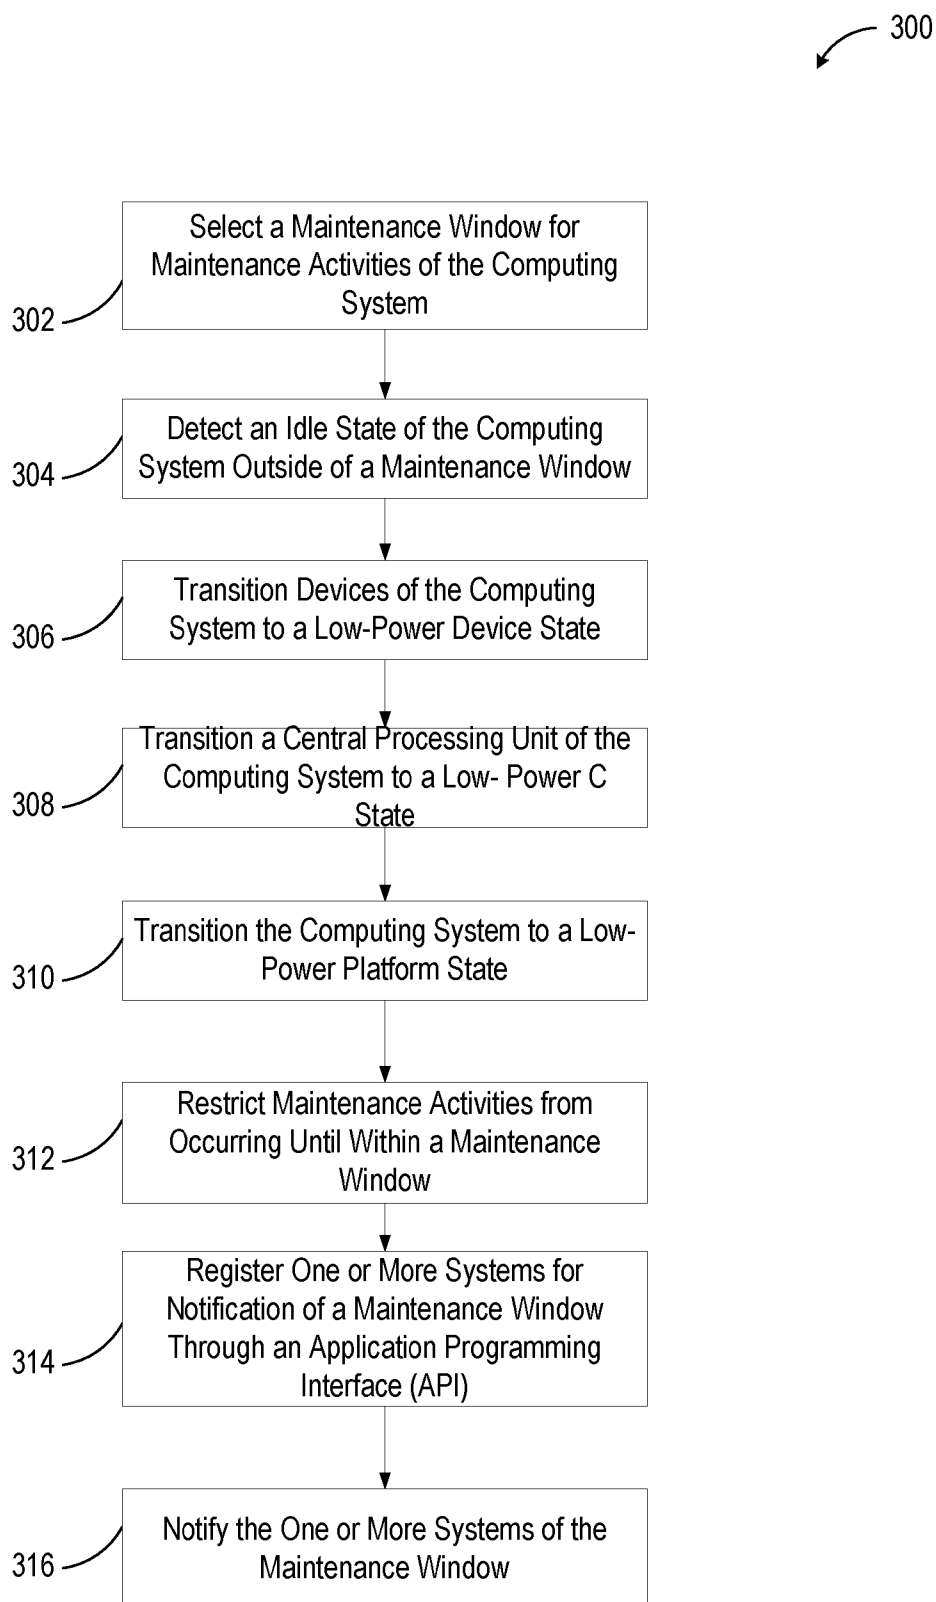 300
Select a Maintenance Window for
Maintenance Activities of the Computing
System
302
Detect an Idle State of the Computing
System Outside of a Maintenance Window
304
Transition Devices of the Computing
System to a Low-Power Device State
306
Transition a Central Processing Unit of the
Computing System to a Low- Power C
State
308
Transition the Computing System to a Low-
Power Platform State
310
Restrict Maintenance Activities from
Occurring Until Within a Maintenance
Window
312
Register One or More Systems for
Notification of a Maintenance Window
Through an Application Programming
Interface (API)
314
Notify the One or More Systems of the
Maintenance Window
316